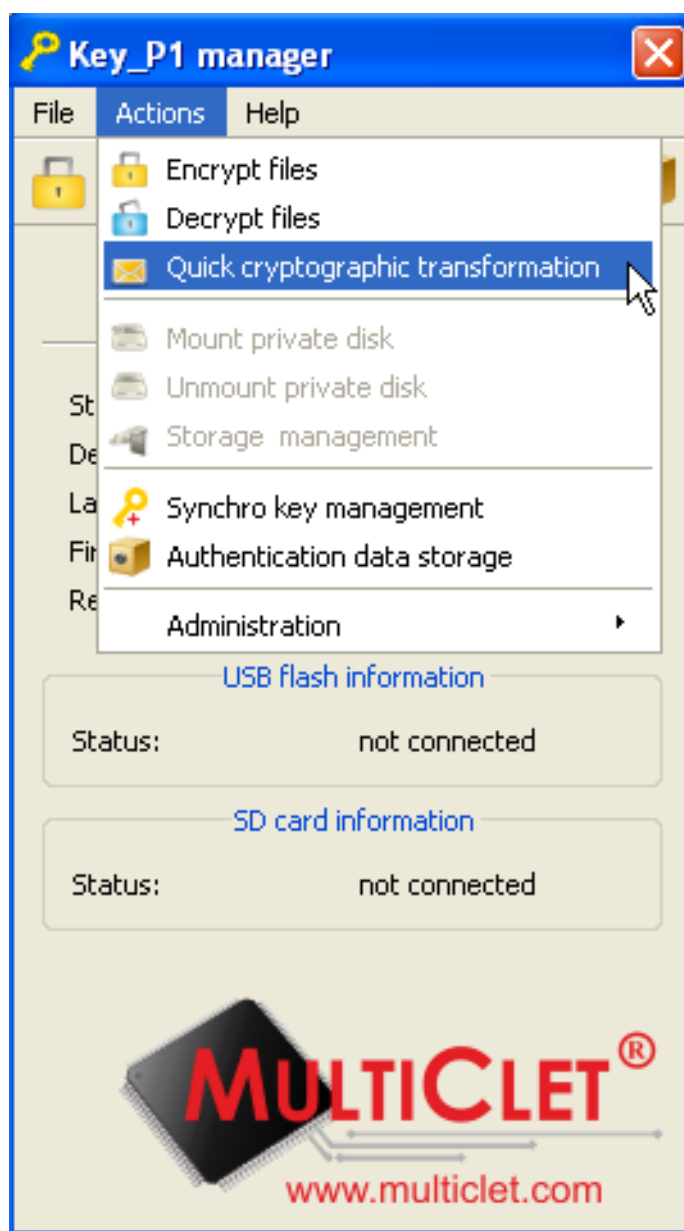 Key_P1 manager
File Actions Help
Encrypt files
Decrypt files
Quick cryptographic transformation
Mount private disk
Unmount private disk
Storage management
Synchro key management
Authentication data storage
Administration
USB flash information
Status: not connected
SD card information
Status: not connected
MULTICLET®
www.multiclet.com